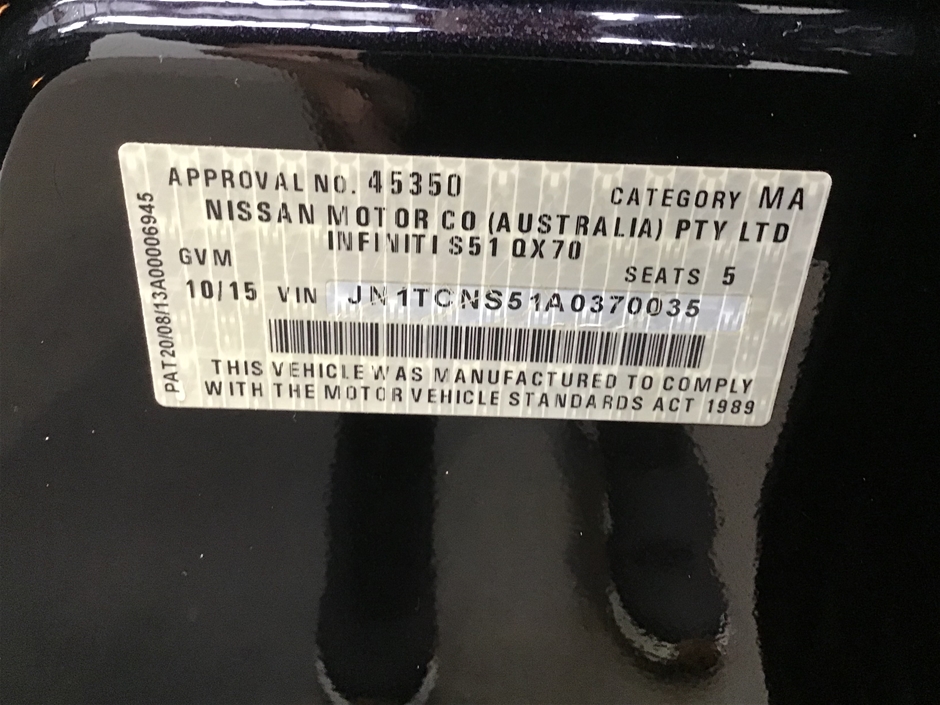 APPROVAL NO. 45350 CATEGORY MA
NISSAN MOTOR CO (AUSTRALIA) PTY LTD
INFINITI S51 QX70
GVM SEATS 5
10/15 VIN JN1TCNS51A0370035
THIS VEHICLE WAS MANUFACTURED TO COMPLY
WITH THE MOTOR VEHICLE STANDARDS ACT 1989
PAT20/08/13A00006945